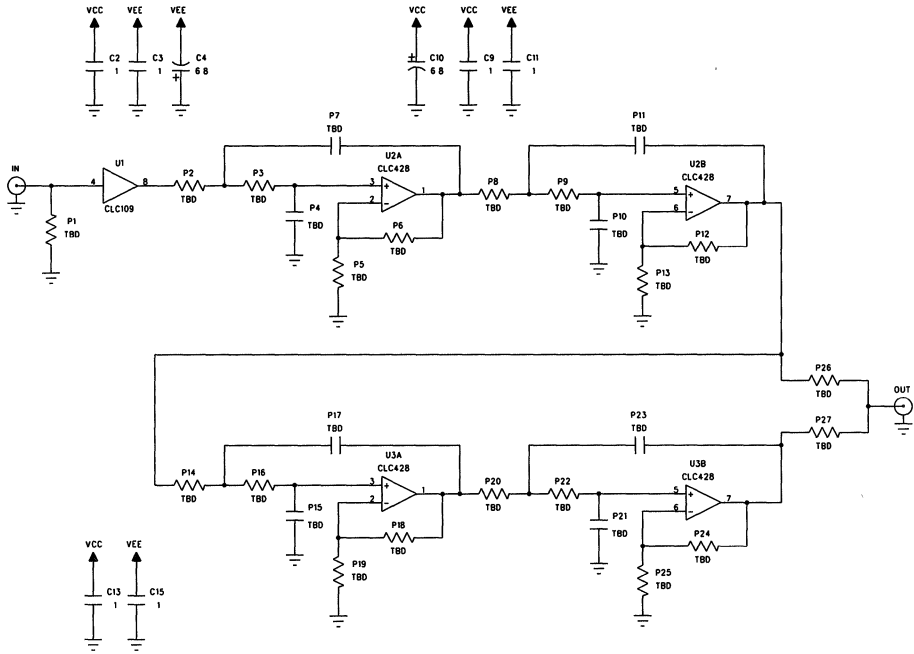 VCC VEE VEE VCC VEE
C2 1 C3 1 C4 68 C10 68 C9 1 C11 1
P7 TBD P11 TBD
IN U1 P2 TBD P3 TBD U2A CLC428 P8 TBD P9 TBD U2B CLC428
4 8 3 1 5 7
CLC109 2 6
P1 TBD P4 TBD P6 TBD P10 TBD P12 TBD
P5 TBD P13 TBD
P26 TBD
OUT
P17 TBD P23 TBD P27 TBD
P14 TBD P16 TBD U3A CLC428 P20 TBD P22 TBD U3B CLC428
3 1 5 7
2 6
P15 TBD P18 TBD P21 TBD P24 TBD
P19 TBD P25 TBD
VCC VEE
C13 1 C15 1